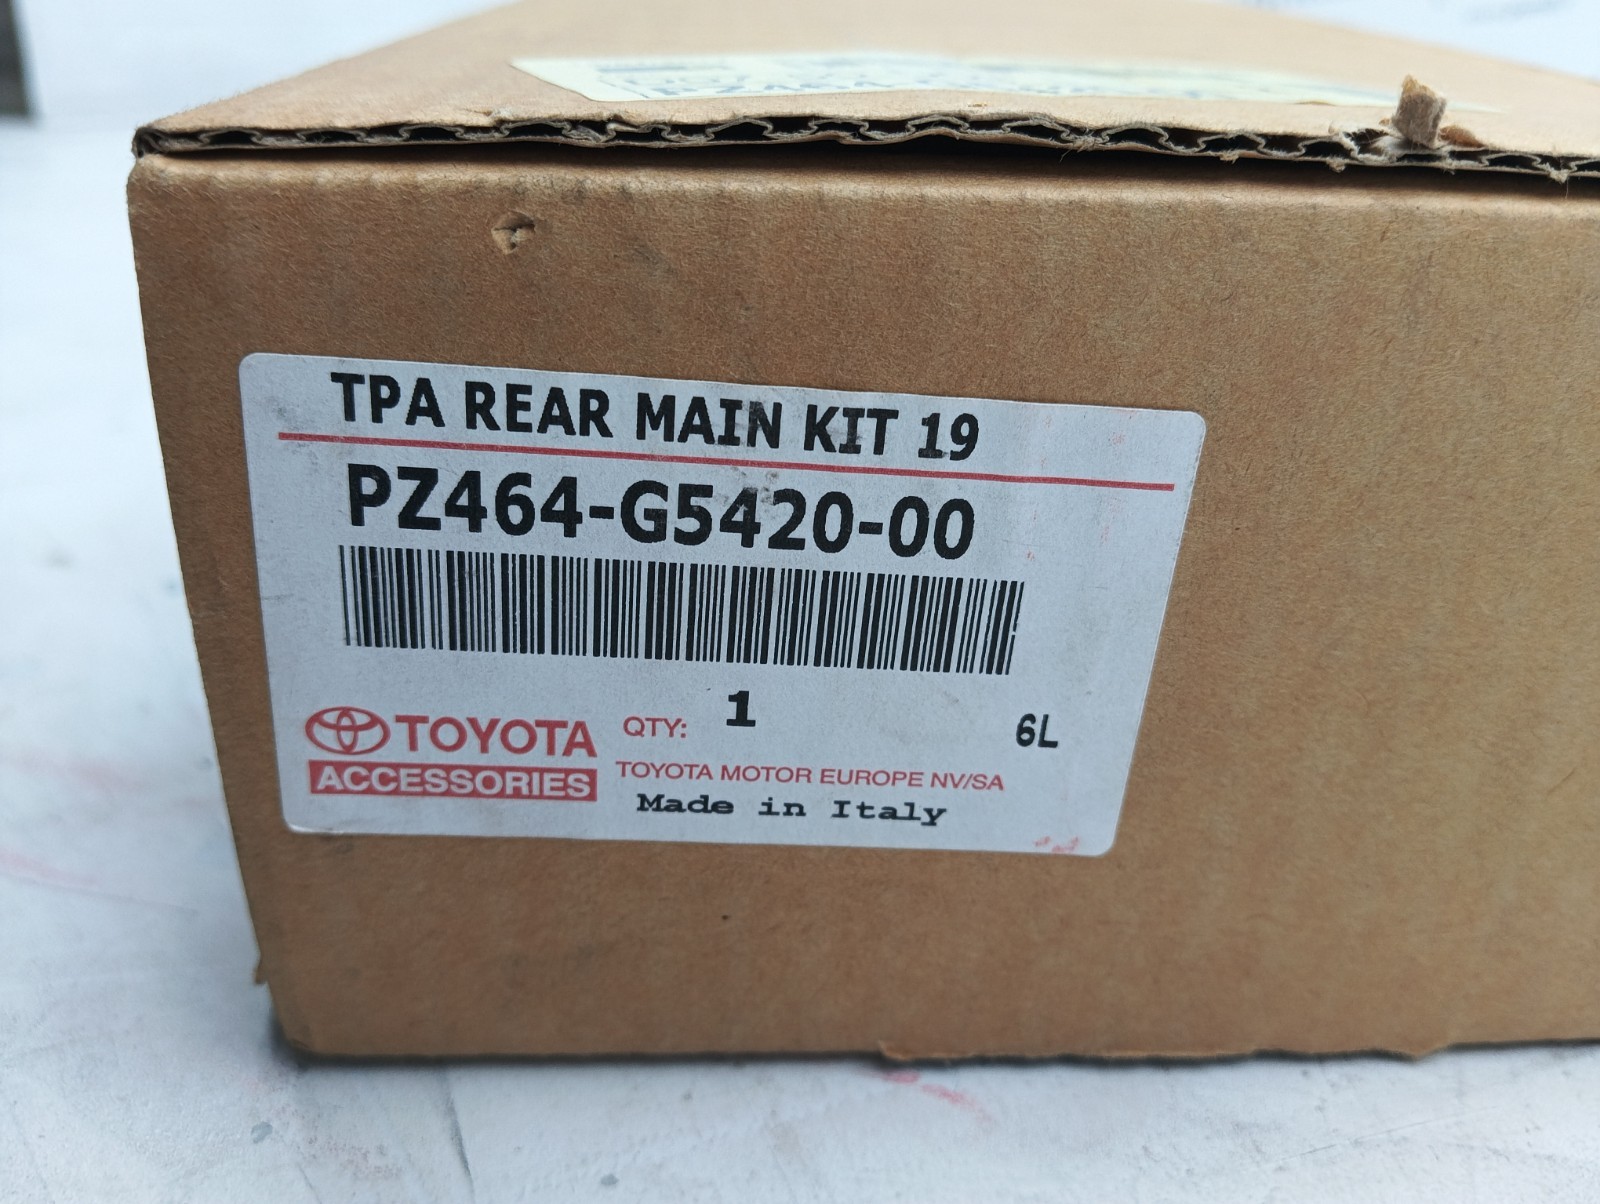 TPA REAR MAIN KIT 19
PZ464-G5420-00
TOYOTA
ACCESSORIES
QTY: 1
6L
TOYOTA MOTOR EUROPE NV/SA
Made in Italy